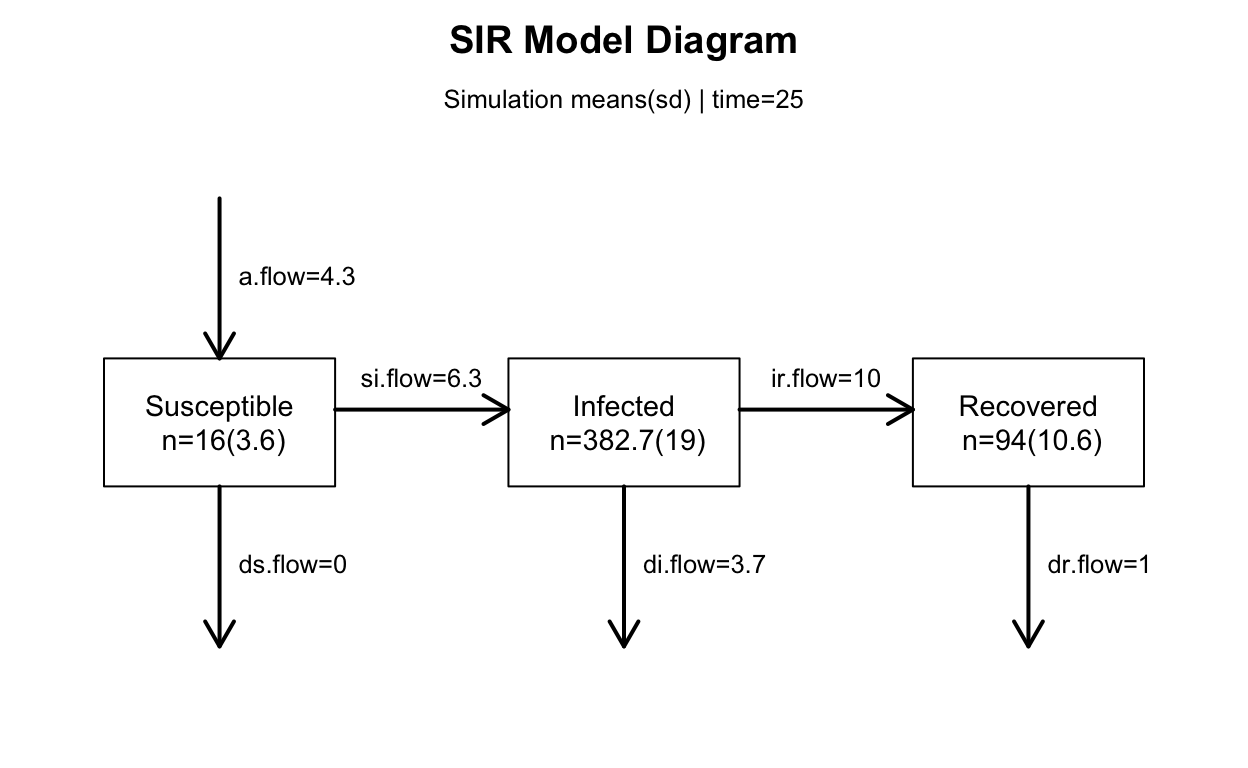 SIR Model Diagram
Simulation means(sd) | time=25
a.flow=4.3
Susceptible
n=16(3.6)
si.flow=6.3
Infected
n=382.7(19)
ir.flow=10
Recovered
n=94(10.6)
ds.flow=0
di.flow=3.7
dr.flow=1